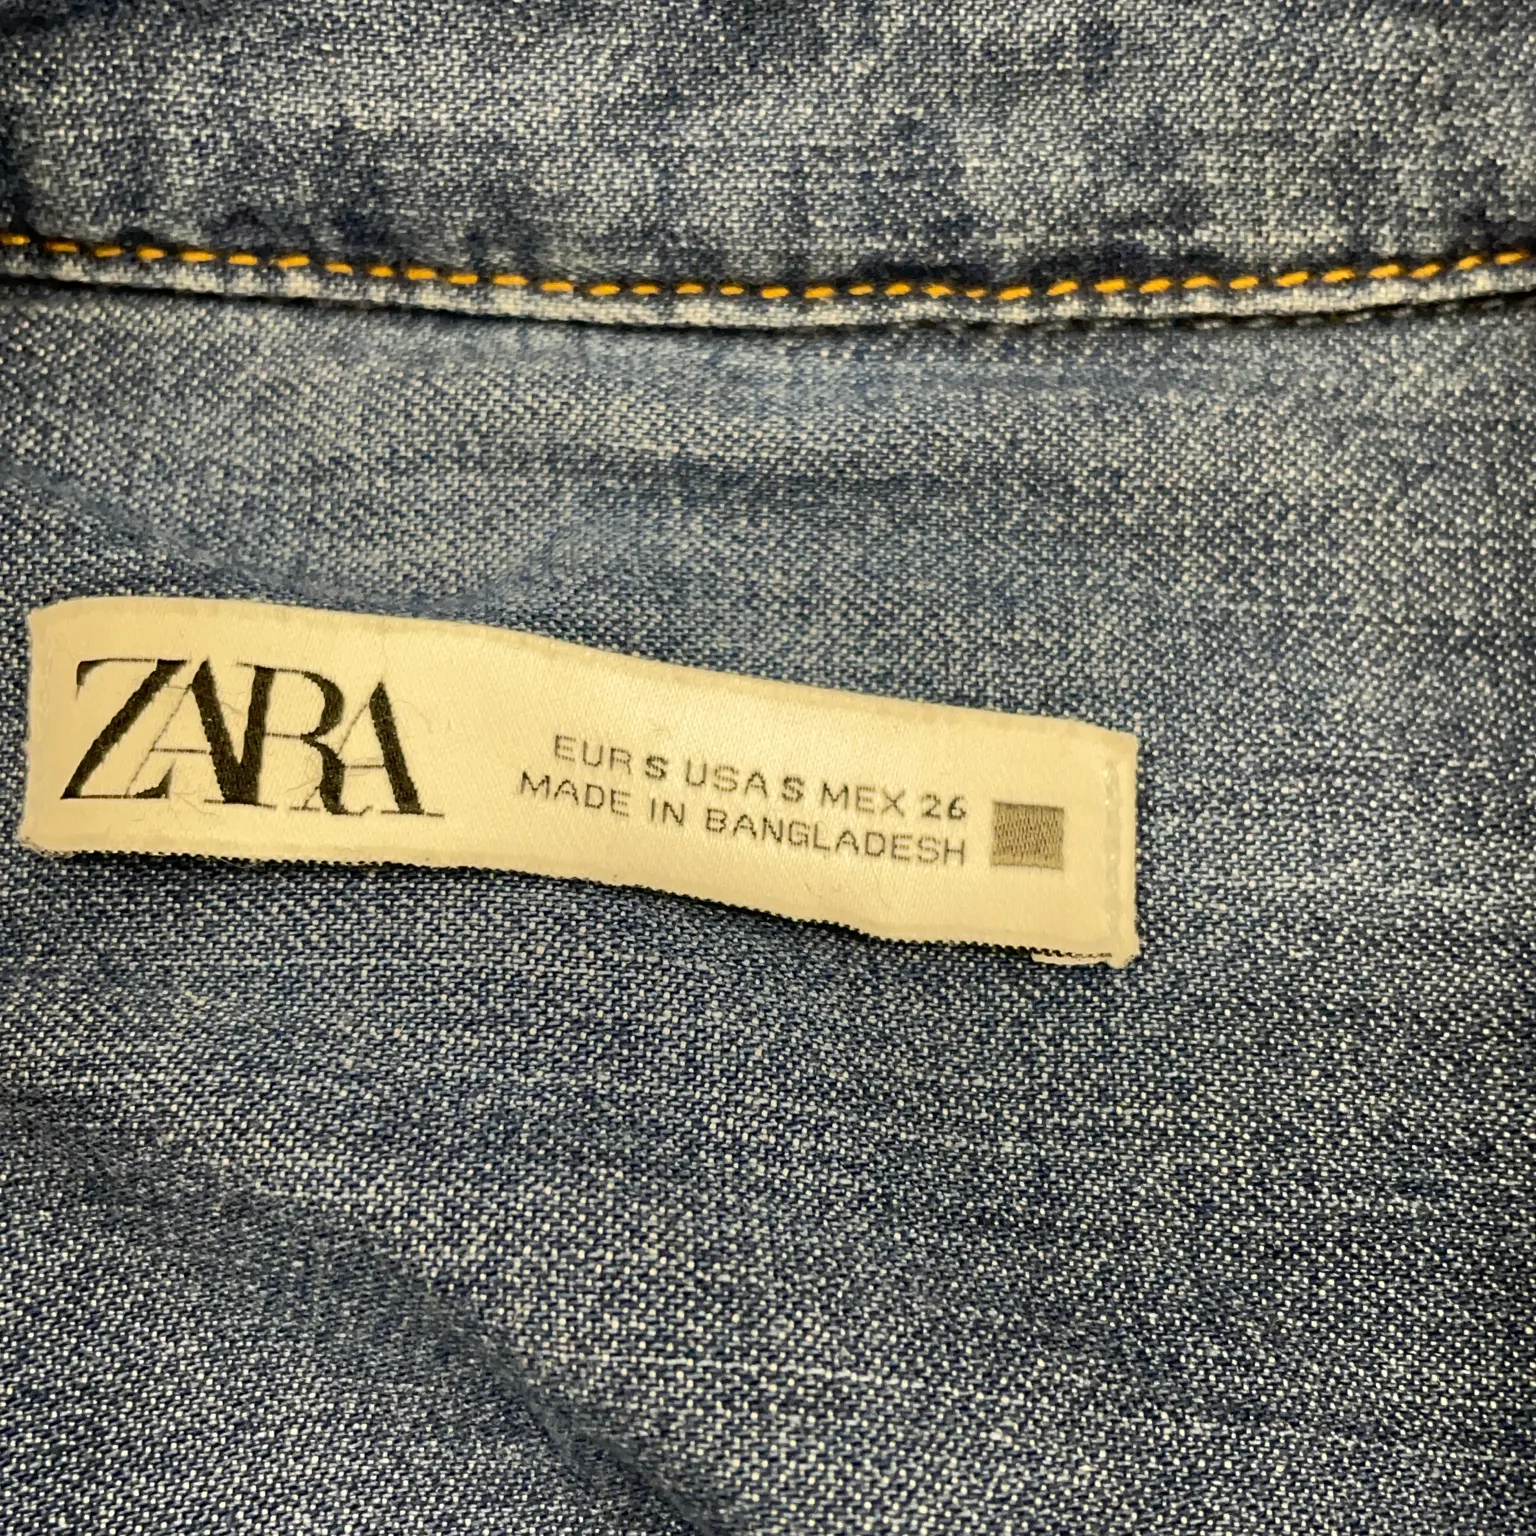 ZARA
EUR S USA S MEX 26
MADE IN BANGLADESH